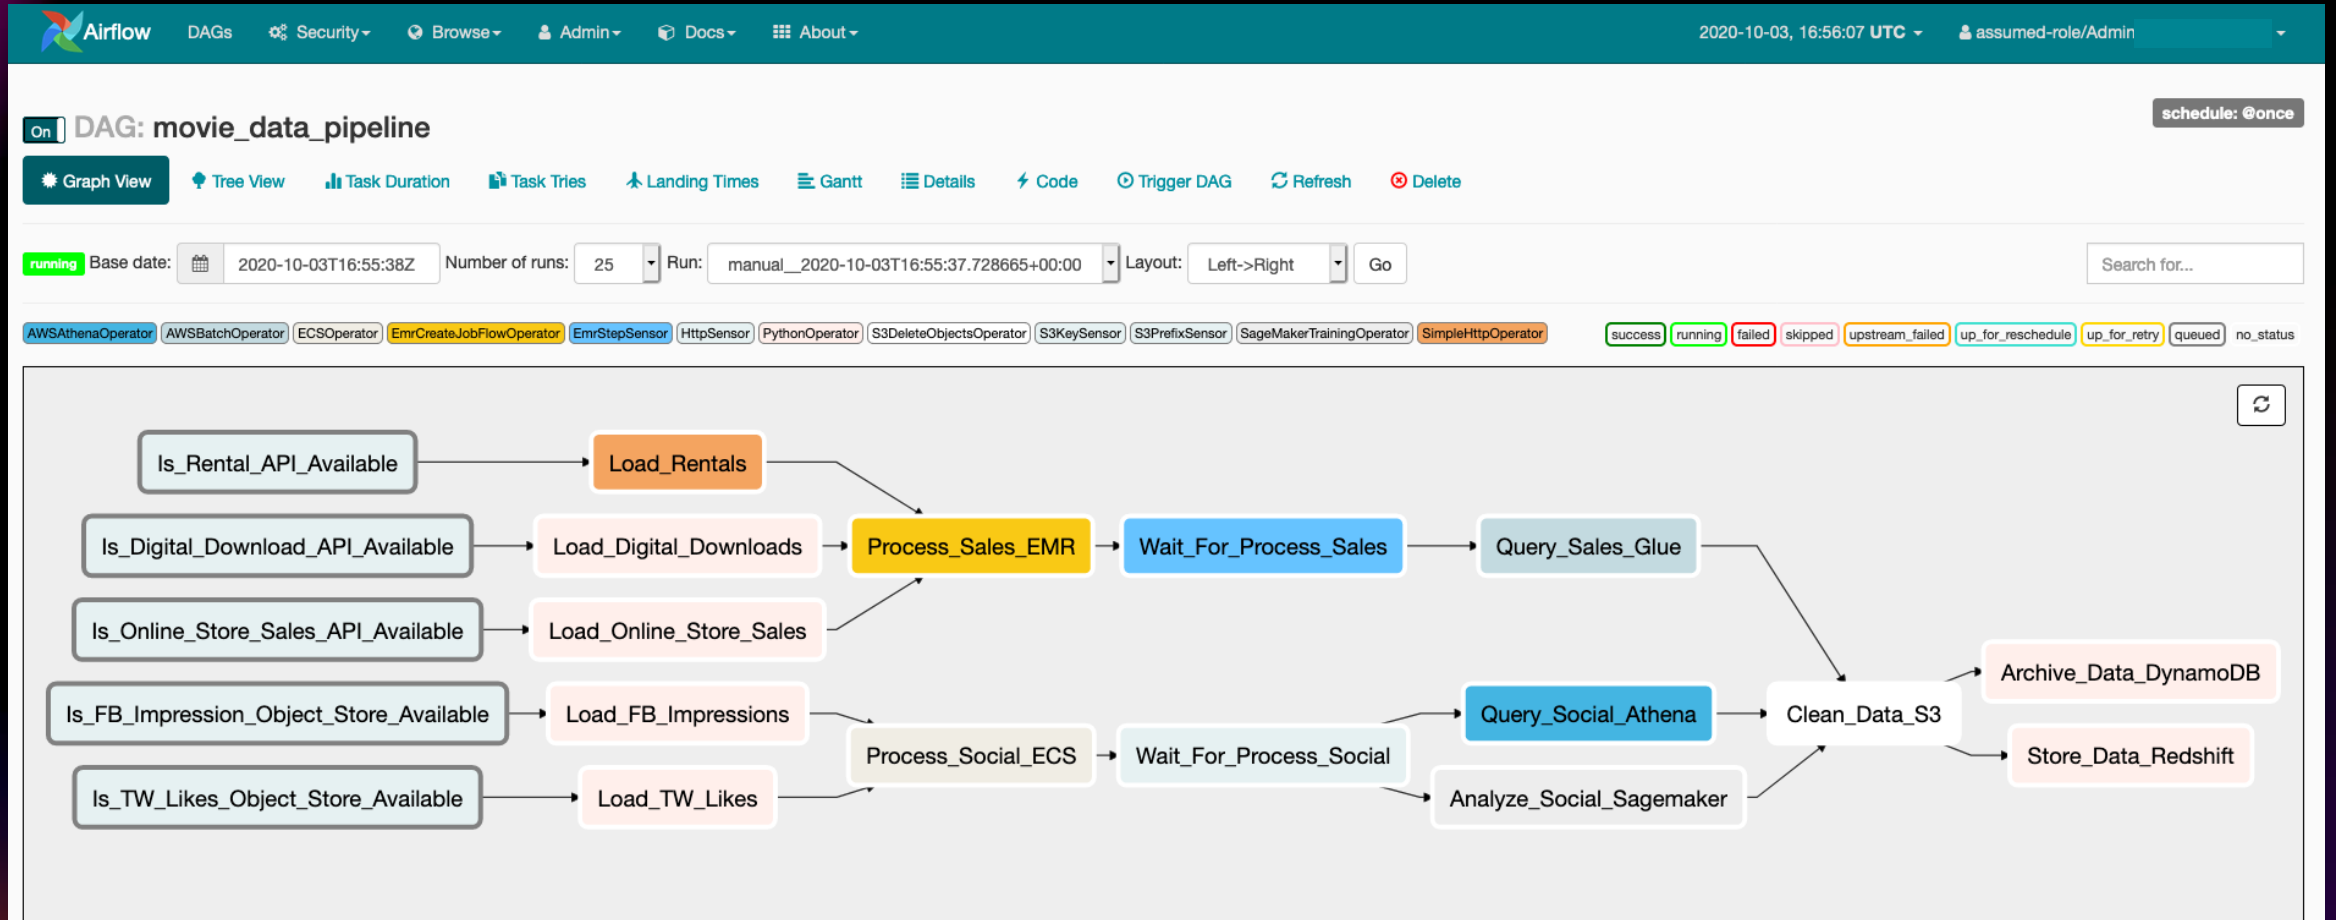 Airflow DAGs Security Browse Admin Docs About 2020-10-03, 16:56:07 UTC assumed-role/Admin
schedule: @once
On DAG: movie_data_pipeline
Graph View Tree View Task Duration Task Tries Landing Times Gantt Details Code Trigger DAG Refresh Delete
running Base date: 2020-10-03T16:55:38Z Number of runs: 25 Run: manual__2020-10-03T16:55:37.728665+00:00 Layout: Left->Right Go Search for...
AWSAthenaOperator AWSBatchOperator ECSOperator EmrCreateJobFlowOperator EmrStepSensor HttpSensor PythonOperator S3DeleteObjectsOperator S3KeySensor S3PrefixSensor SageMakerTrainingOperator SimpleHttpOperator success running failed skipped upstream_failed up_for_reschedule up_for_retry queued no_status
Is_Rental_API_Available Load_Rentals
Is_Digital_Download_API_Available Load_Digital_Downloads Process_Sales_EMR Wait_For_Process_Sales Query_Sales_Glue
Is_Online_Store_Sales_API_Available Load_Online_Store_Sales
Archive_Data_DynamoDB
Is_FB_Impression_Object_Store_Available Load_FB_Impressions Query_Social_Athena Clean_Data_S3
Process_Social_ECS Wait_For_Process_Social Store_Data_Redshift
Is_TW_Likes_Object_Store_Available Load_TW_Likes Analyze_Social_Sagemaker